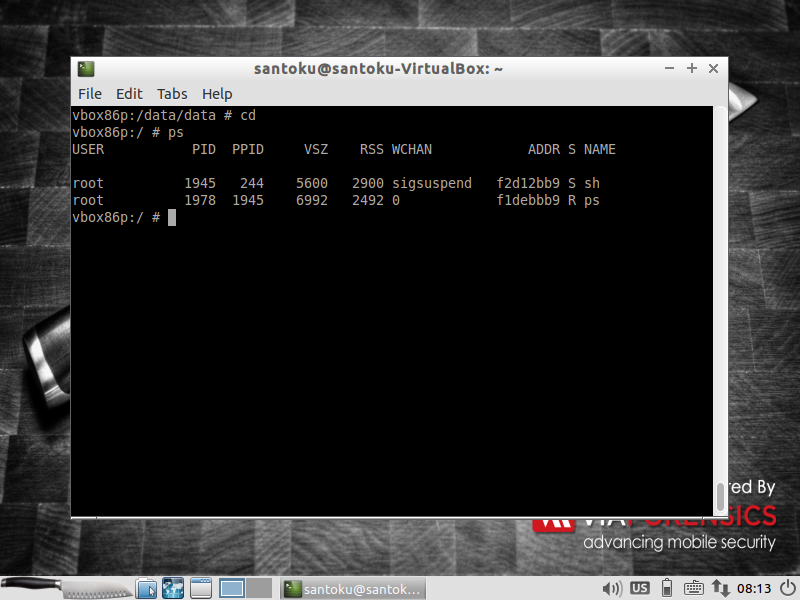 santoku@santoku-VirtualBox: ~
File Edit Tabs Help
vbox86p:/data/data # cd
vbox86p:/ # ps
USER PID PPID VSZ RSS WCHAN ADDR S NAME
root 1945 244 5600 2900 sigsuspend f2d12bb9 S sh
root 1978 1945 6992 2492 0 f1debbb9 R ps
vbox86p:/ #
red By
VIAFORENSICS
advancing mobile security
santoku@santok...
US
08:13